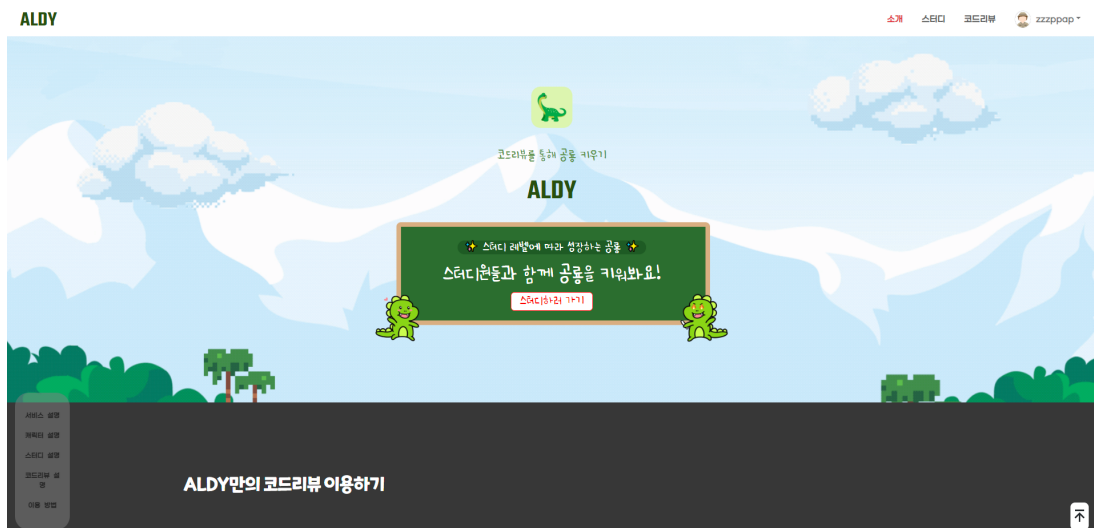 ALDY
소개 스터디 코드리뷰 zzzppap
코드리뷰를 통해 공룡 키우기
ALDY
스터디 레벨에 따라 성장하는 공룡
스터디원들과 함께 공룡을 키워봐요!
스터디하러 가기
서비스 설명
캐릭터 설명
스터디 설명
코드리뷰 설
명
이용 방법
ALDY만의 코드리뷰 이용하기